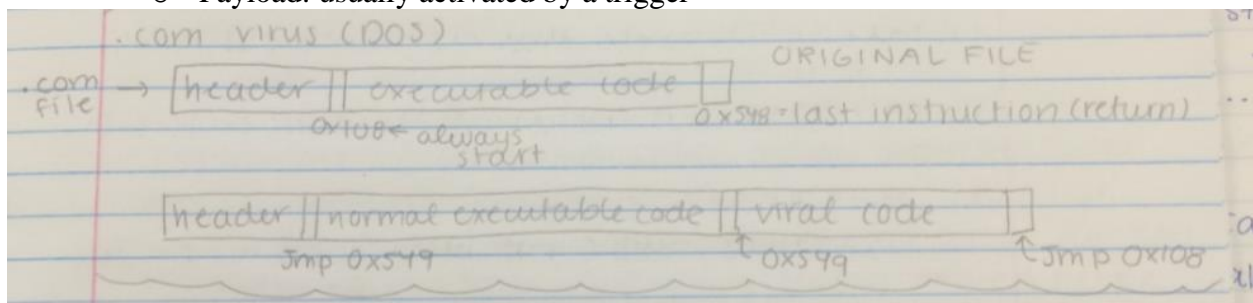 Payload: usually activated by a trigger
.com virus (DOS)
ORIGINAL FILE
.com file → header executable code
0x108 ← always start
0x548 = last instruction (return)
header normal executable code viral code
Jmp 0x549
0x549
Jmp 0x108